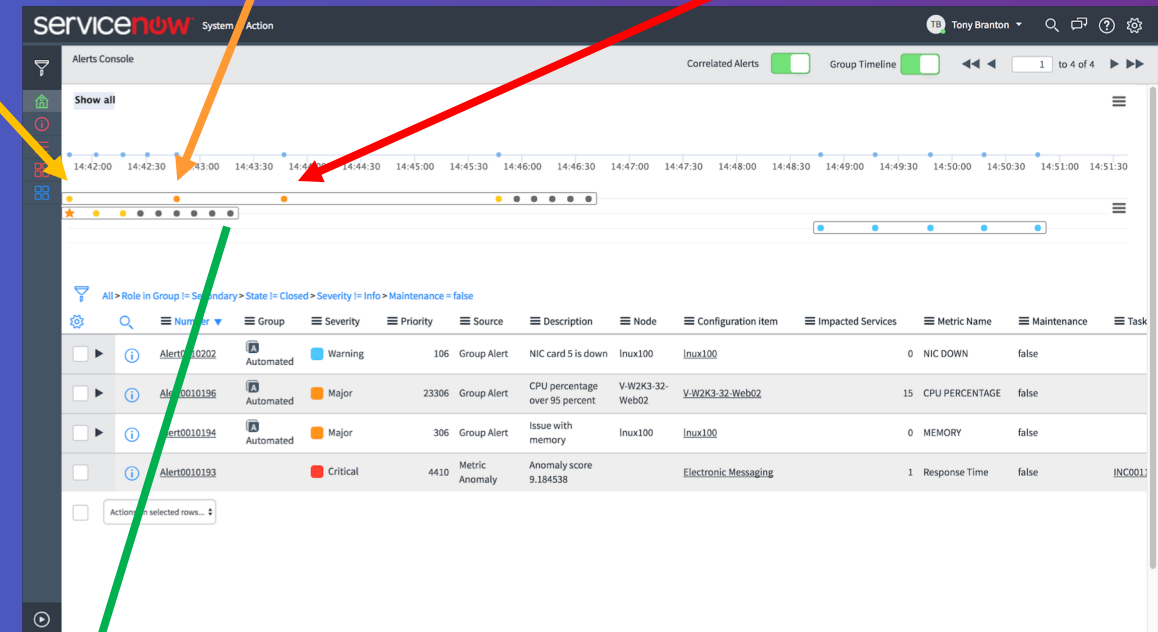 servicenow System Action TB Tony Branton
Alerts Console Correlated Alerts Group Timeline 1 to 4 of 4
Show all
14:42:00 14:42:30 14:43:30 14:44:30 14:45:00 14:45:30 14:46:00 14:46:30 14:47:30 14:48:00 14:48:30 14:49:00 14:49:30 14:50:00 14:50:30 14:51:00 14:51:30
All > Role in Group != Secondary > State != Closed > Severity != Info > Maintenance = false
Number Group Severity Priority Source Description Node Configuration item Impacted Services Metric Name Maintenance Task
Alert0010202 A Automated Warning 106 Group Alert NIC card 5 is down lnux100 lnux100 0 NIC DOWN false
Alert0010196 A Automated Major 23306 Group Alert CPU percentage over 95 percent V-W2K3-32-Web02 V-W2K3-32-Web02 15 CPU PERCENTAGE false
Alert0010194 A Automated Major 306 Group Alert Issue with memory lnux100 lnux100 0 MEMORY false
Alert0010193 Critical 4410 Metric Anomaly Anomaly score 9.184538 Electronic Messaging 1 Response Time false
Actions on selected rows...